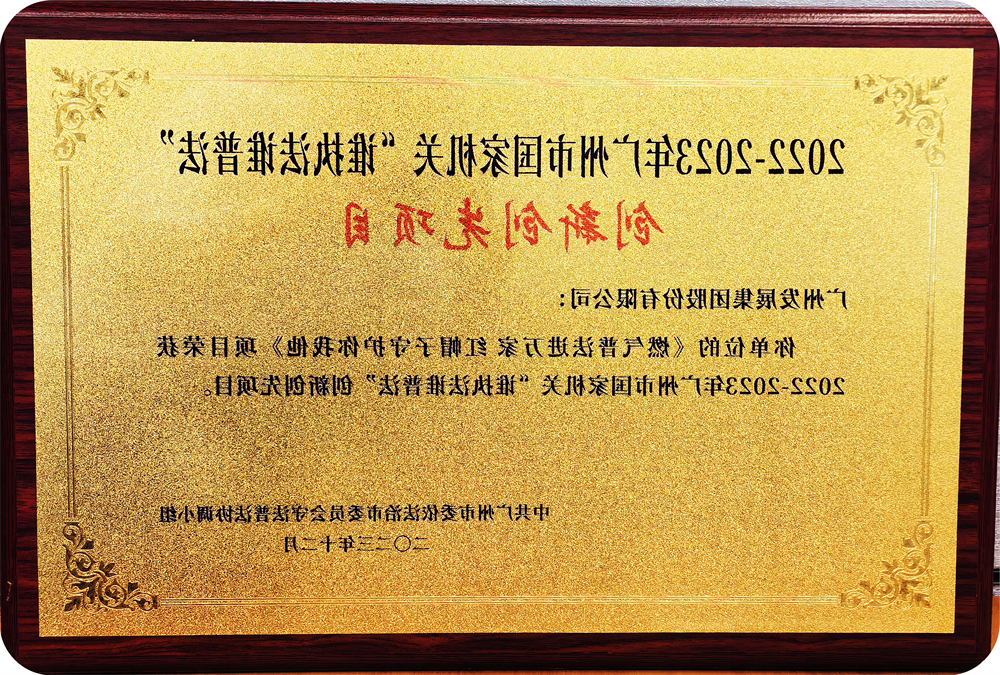 2022-2023年广州市国家机关“谁执法谁普法”
创新创先项目
广州发展集团股份有限公司：
你单位的《燃气普法进万家 红帽子守护你我他》项目荣获
2022-2023年广州市国家机关“谁执法谁普法”创新创先项目。
中共广州市委依法治市委员会守法普法协调小组
二〇二三年十二月